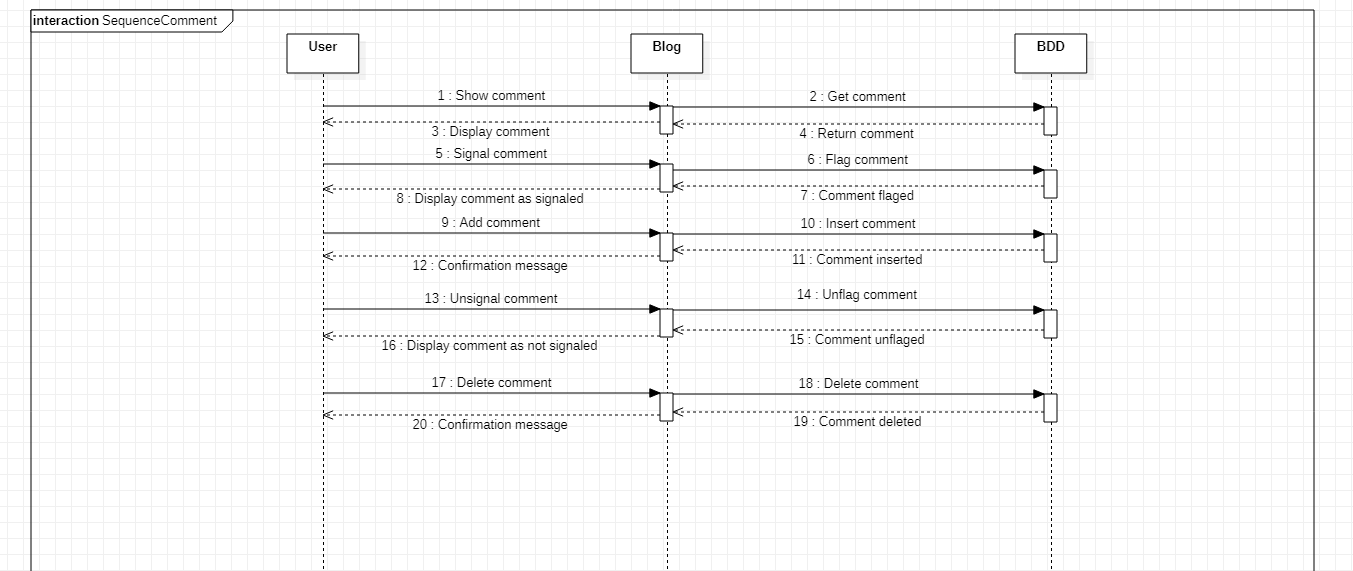 interaction SequenceComment
User
Blog
BDD
1 : Show comment
2 : Get comment
3 : Display comment
4 : Return comment
5 : Signal comment
6 : Flag comment
7 : Comment flaged
8 : Display comment as signaled
9 : Add comment
10 : Insert comment
11 : Comment inserted
12 : Confirmation message
13 : Unsignal comment
14 : Unflag comment
15 : Comment unflaged
16 : Display comment as not signaled
17 : Delete comment
18 : Delete comment
19 : Comment deleted
20 : Confirmation message